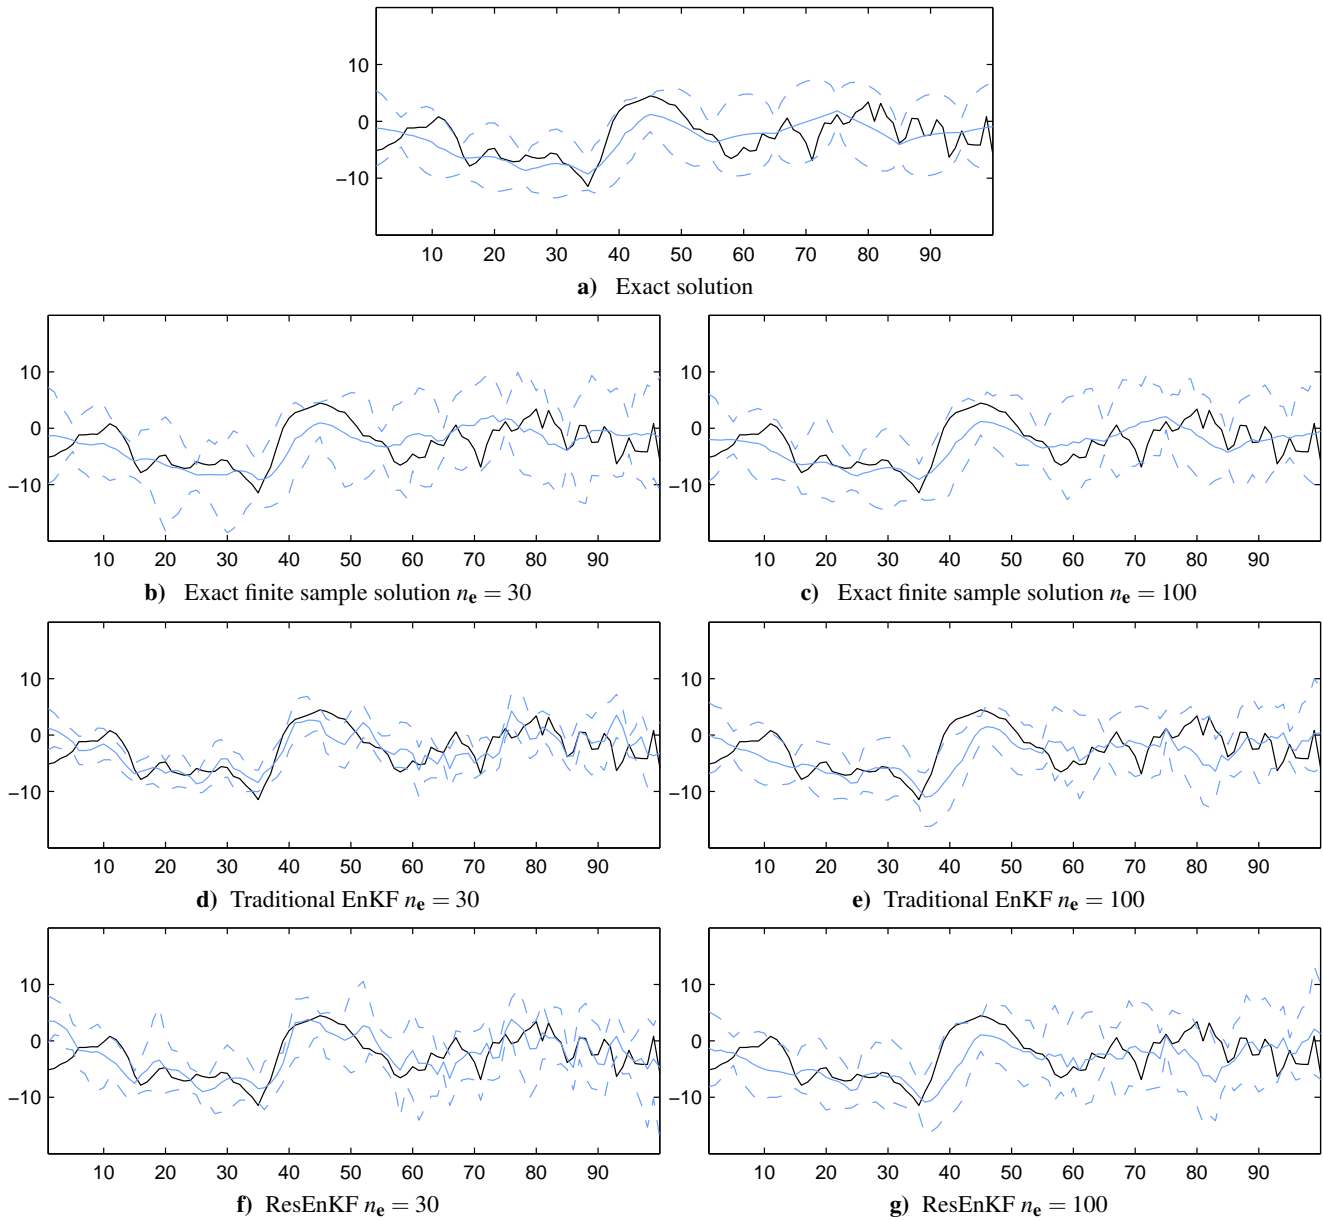 10
0
−10
10 20 30 40 50 60 70 80 90
a) Exact solution
10
0
−10
10 20 30 40 50 60 70 80 90
b) Exact finite sample solution nₑ = 30
10
0
−10
10 20 30 40 50 60 70 80 90
c) Exact finite sample solution nₑ = 100
10
0
−10
10 20 30 40 50 60 70 80 90
d) Traditional EnKF nₑ = 30
10
0
−10
10 20 30 40 50 60 70 80 90
e) Traditional EnKF nₑ = 100
10
0
−10
10 20 30 40 50 60 70 80 90
f) ResEnKF nₑ = 30
10
0
−10
10 20 30 40 50 60 70 80 90
g) ResEnKF nₑ = 100